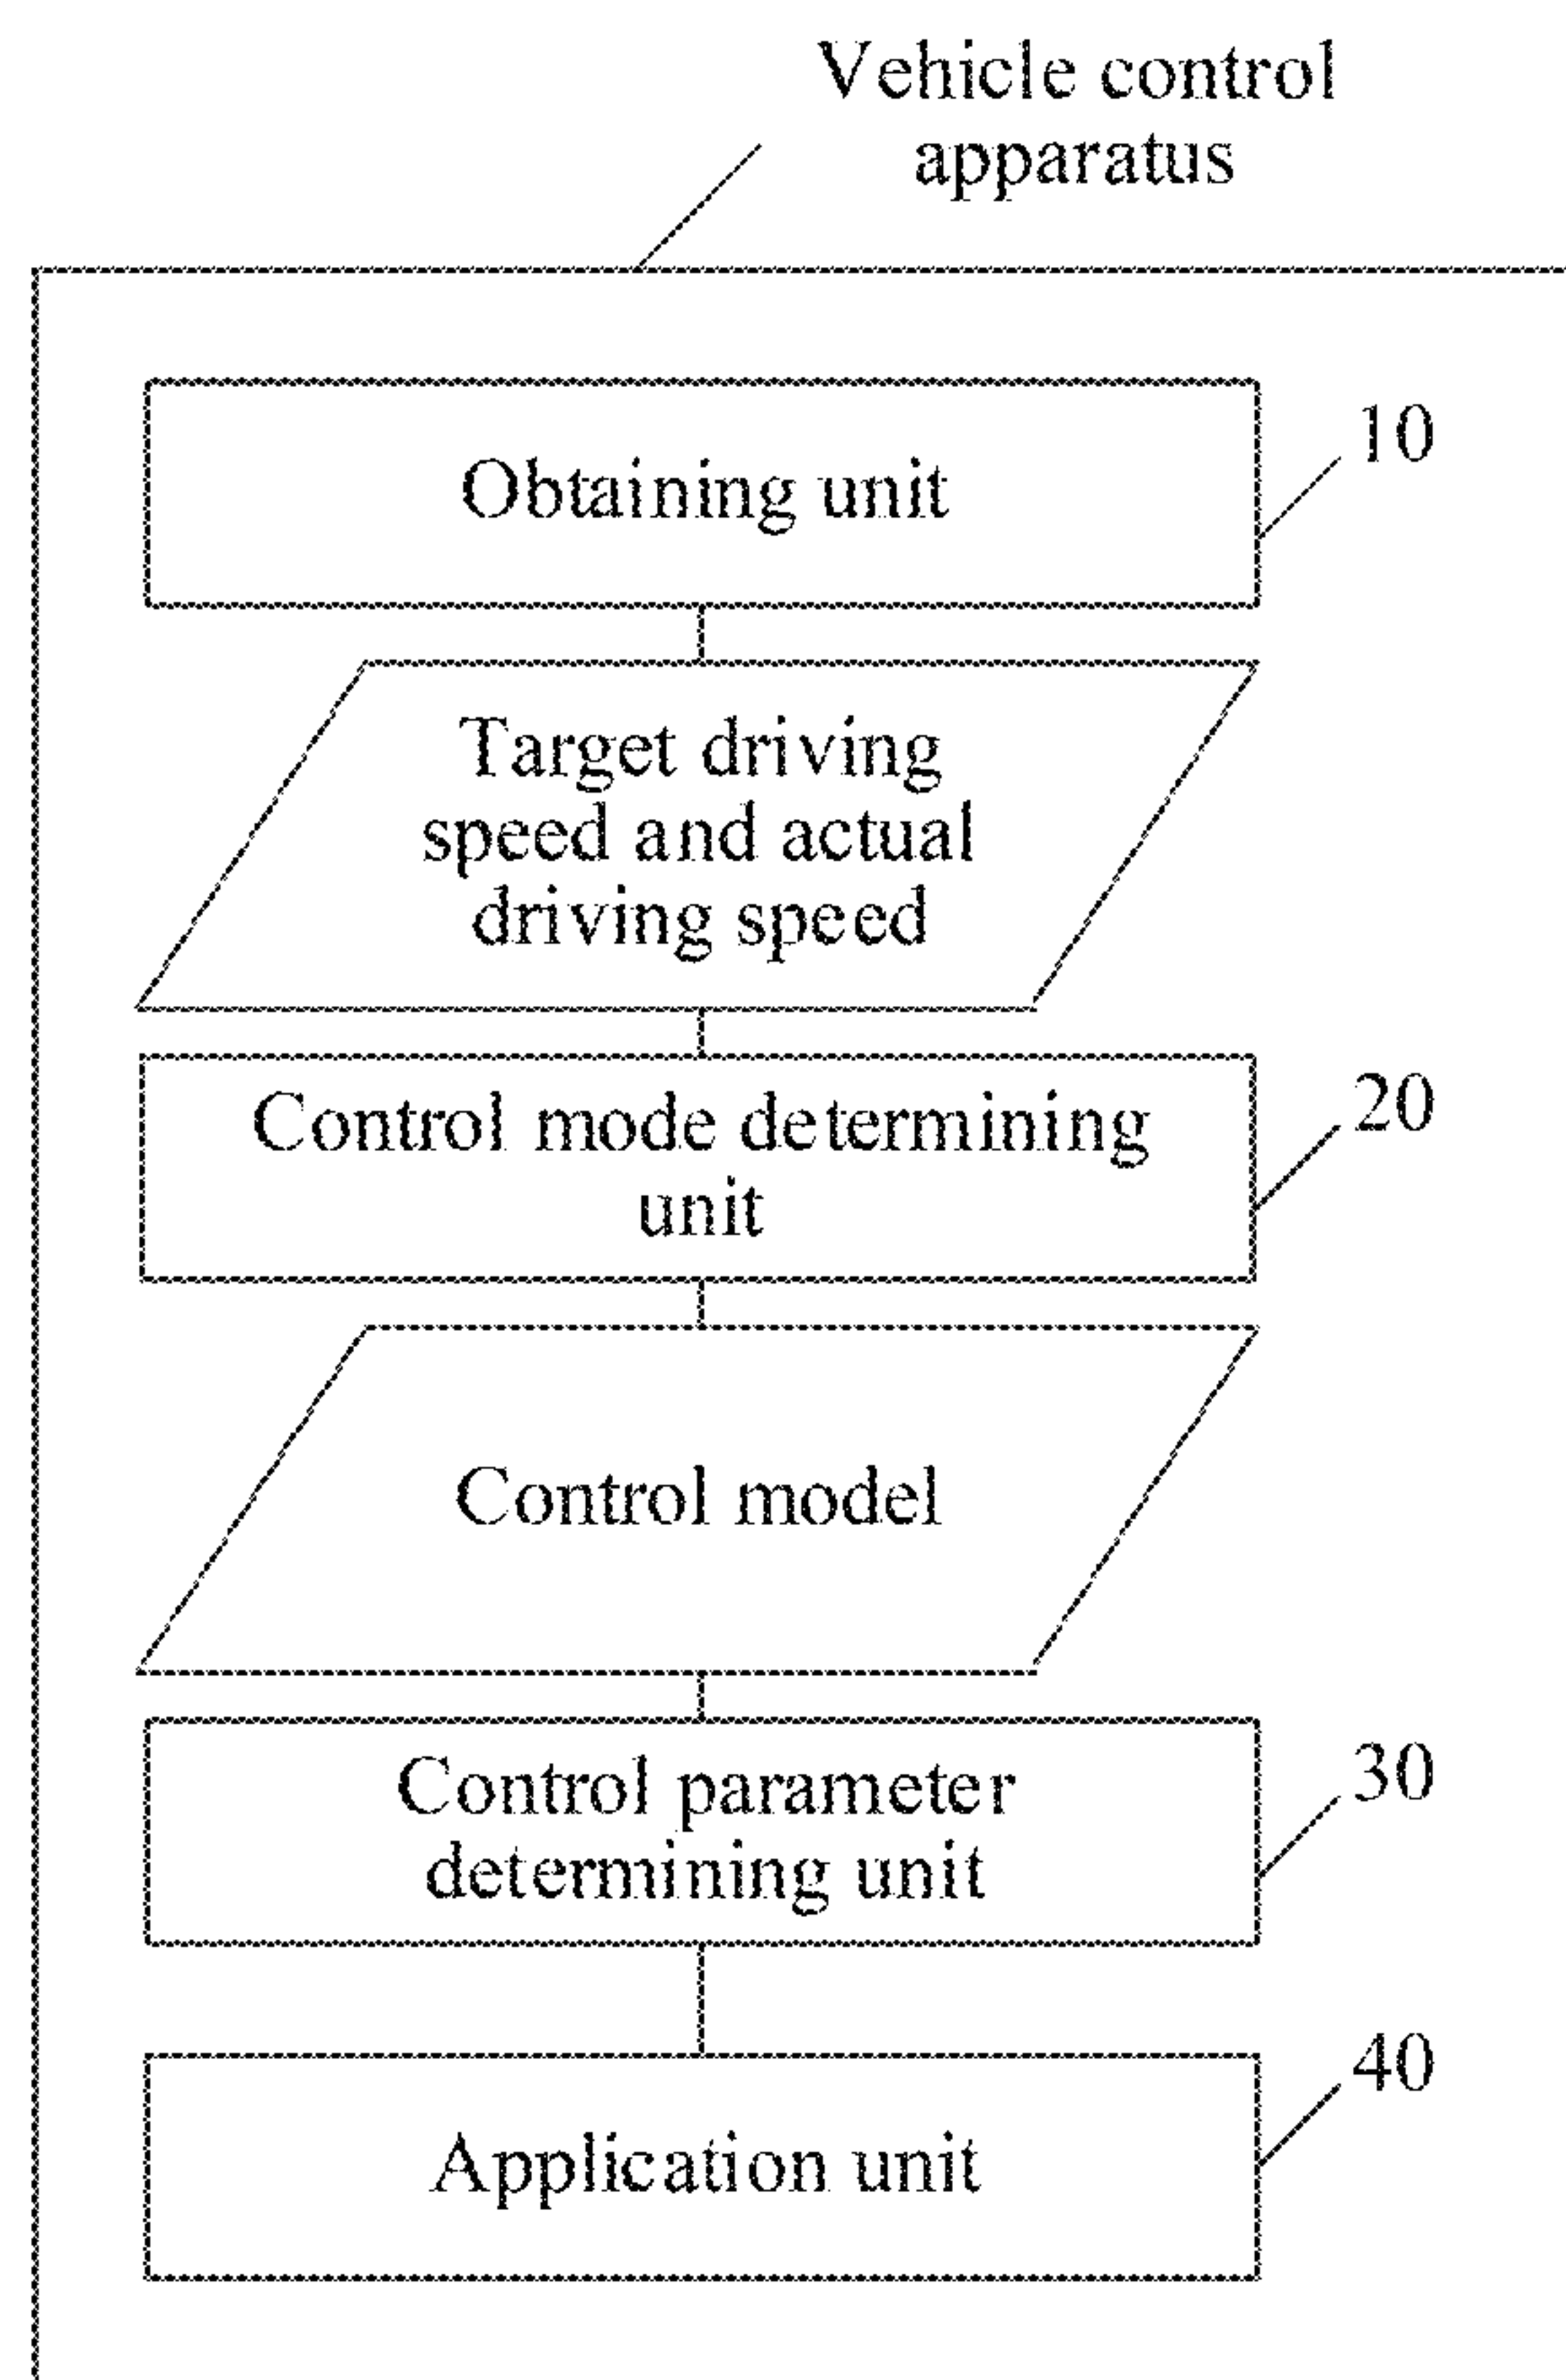 Vehicle control
apparatus
Obtaining unit
10
Target driving
speed and actual
driving speed
Control mode determining
unit
20
Control model
Control parameter
determining unit
30
Application unit
40